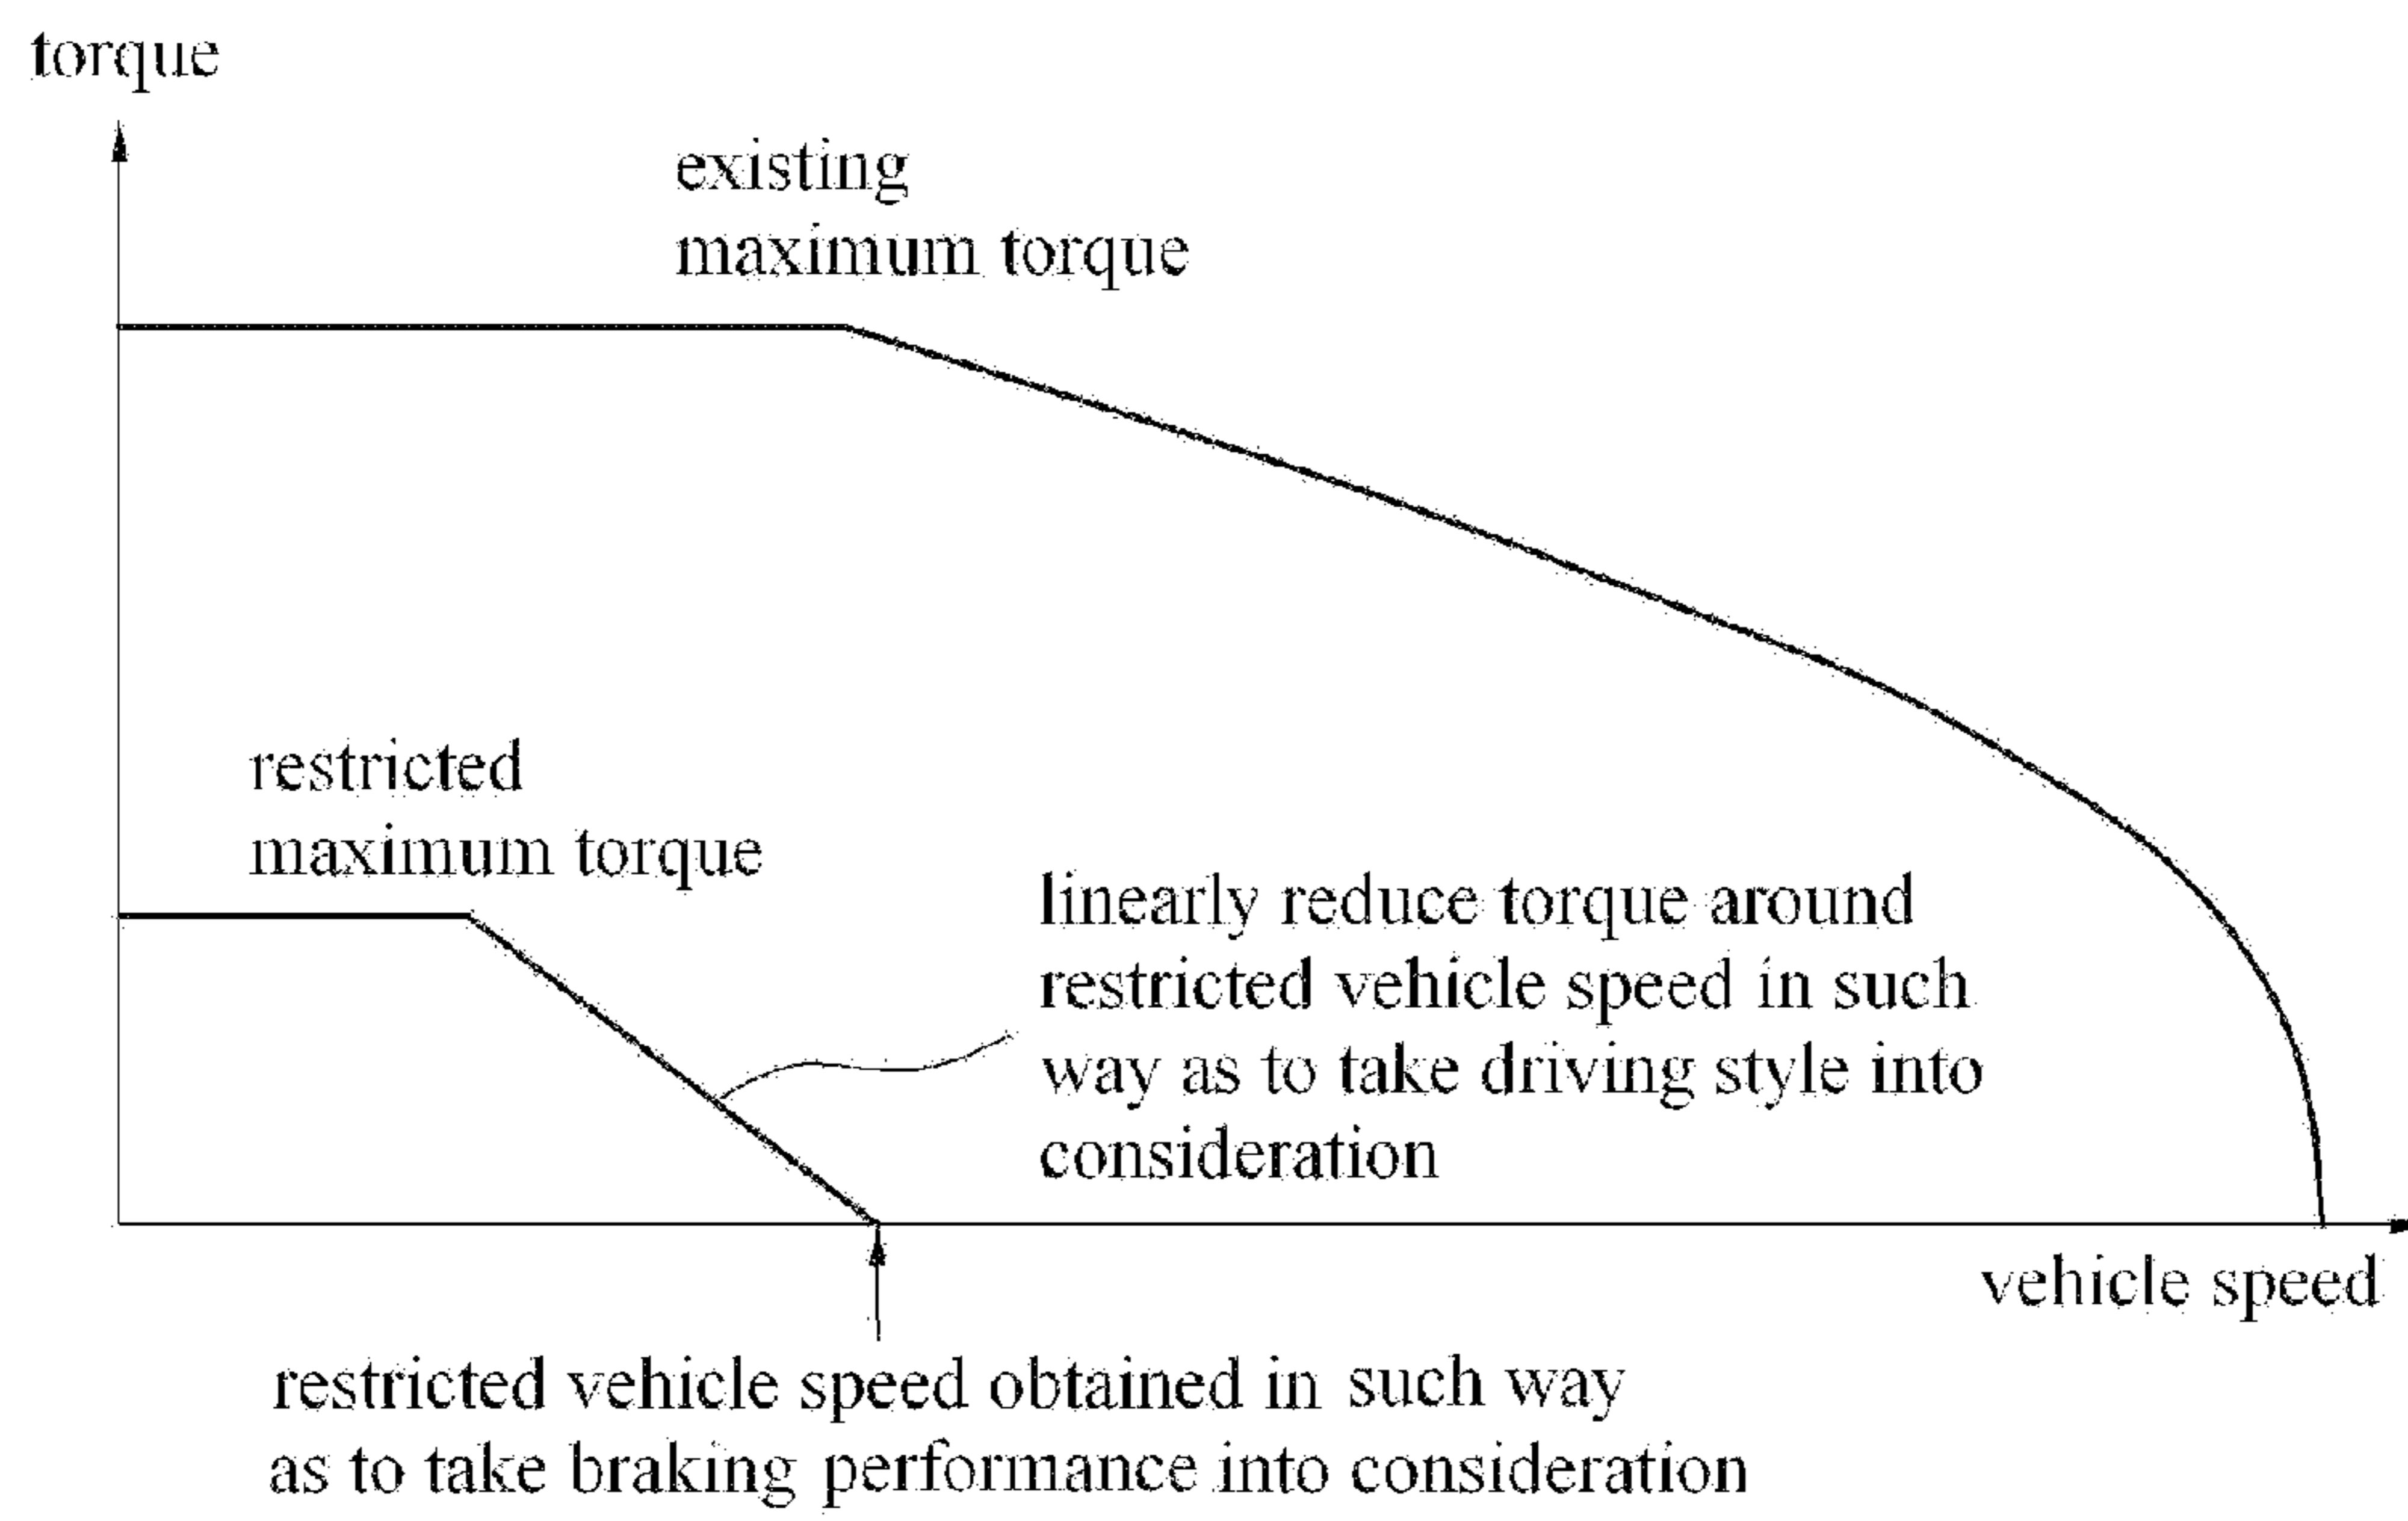 torque
existing
maximum torque
restricted
maximum torque
linearly reduce torque around
restricted vehicle speed in such
way as to take driving style into
consideration
vehicle speed
restricted vehicle speed obtained in such way
as to take braking performance into consideration